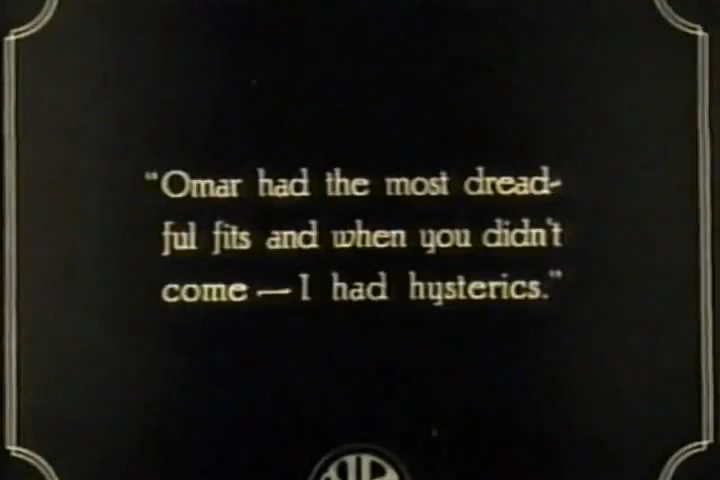 "Omar had the most dread-
ful fits and when you didn't
come — I had hysterics."